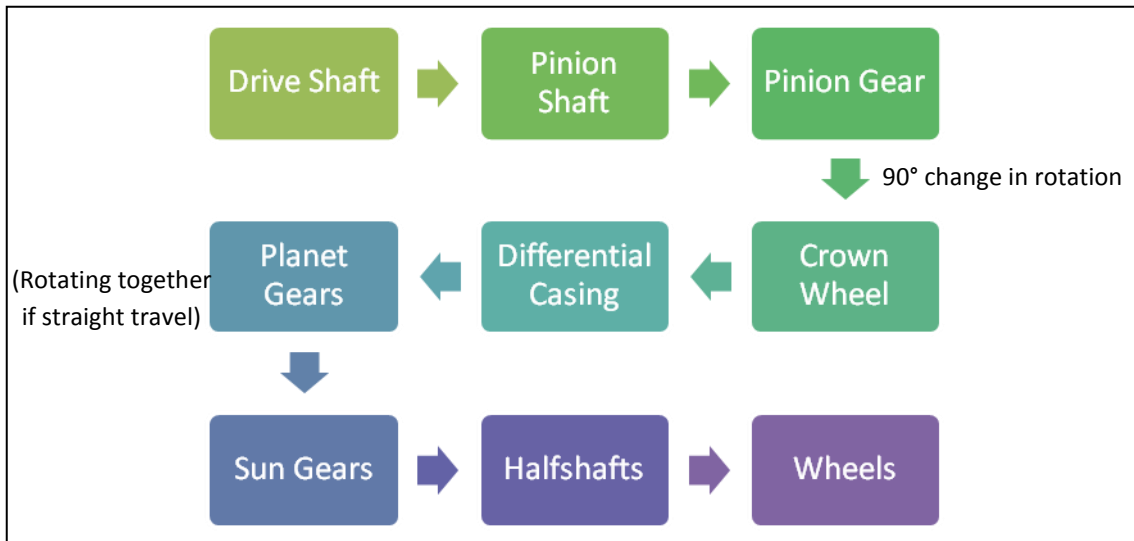 Drive Shaft
Pinion
Shaft
Pinion Gear
90° change in rotation
Crown
Wheel
Differential
Casing
Planet
Gears
(Rotating together
if straight travel)
Sun Gears
Halfshafts
Wheels